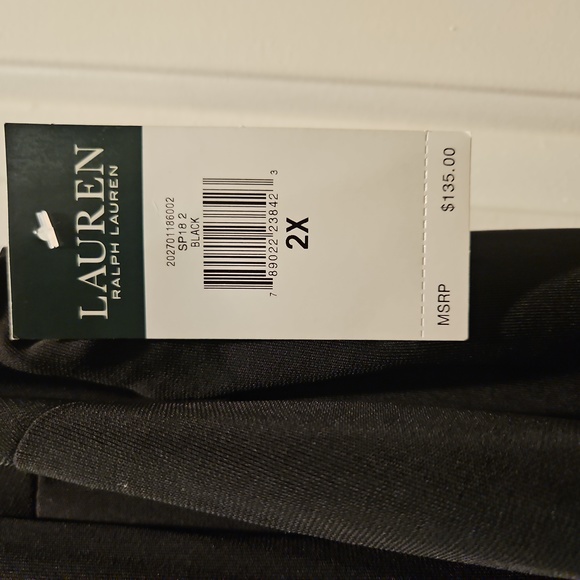 LAUREN
RALPH LAUREN
202701186002
SP18 2
BLACK
7 89022 23842 3
2X
MSRP $135.00